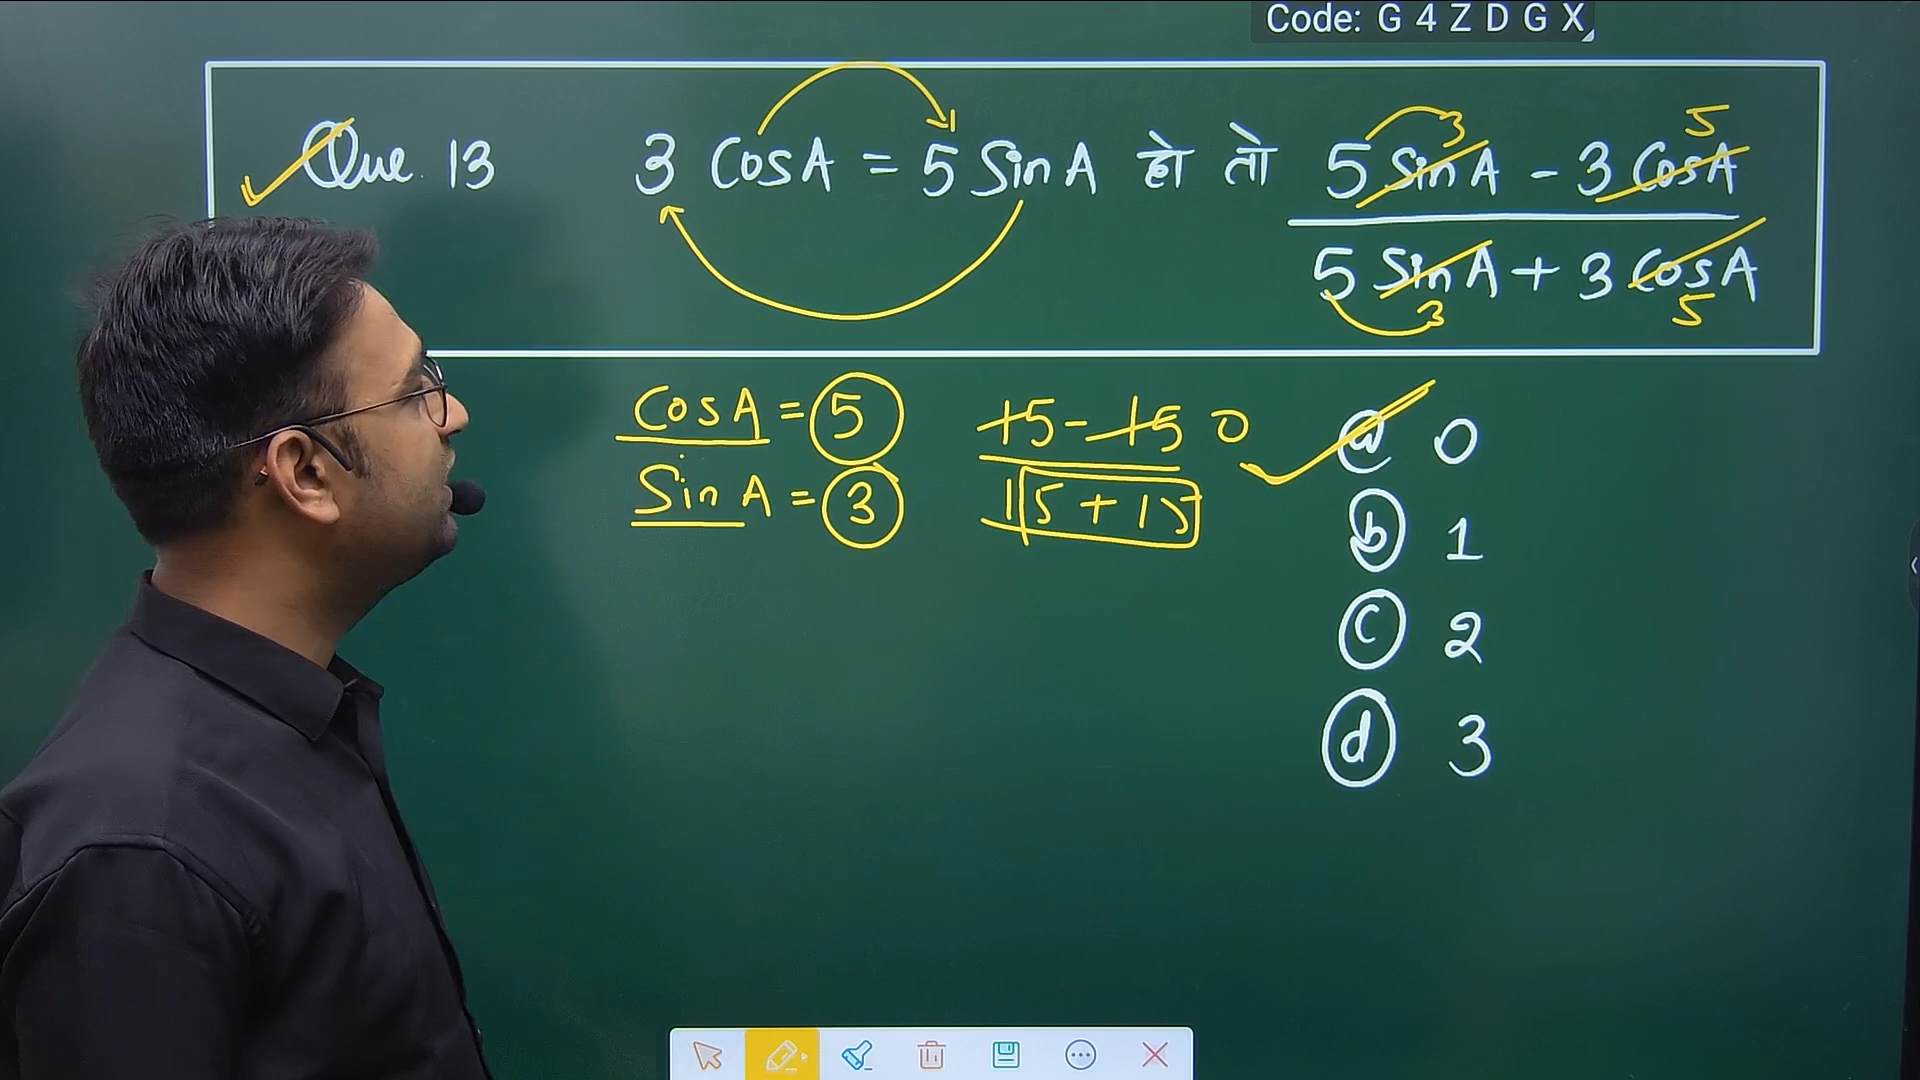 Code: G 4 Z D G X
Que. 13 3 CosA = 5 SinA हो तो 5 SinA - 3 CosA
5 SinA + 3 CosA
3 5
3 5
CosA = 5
Sin A = 3
15 - 15 0
15 + 15
a 0
b 1
c 2
d 3